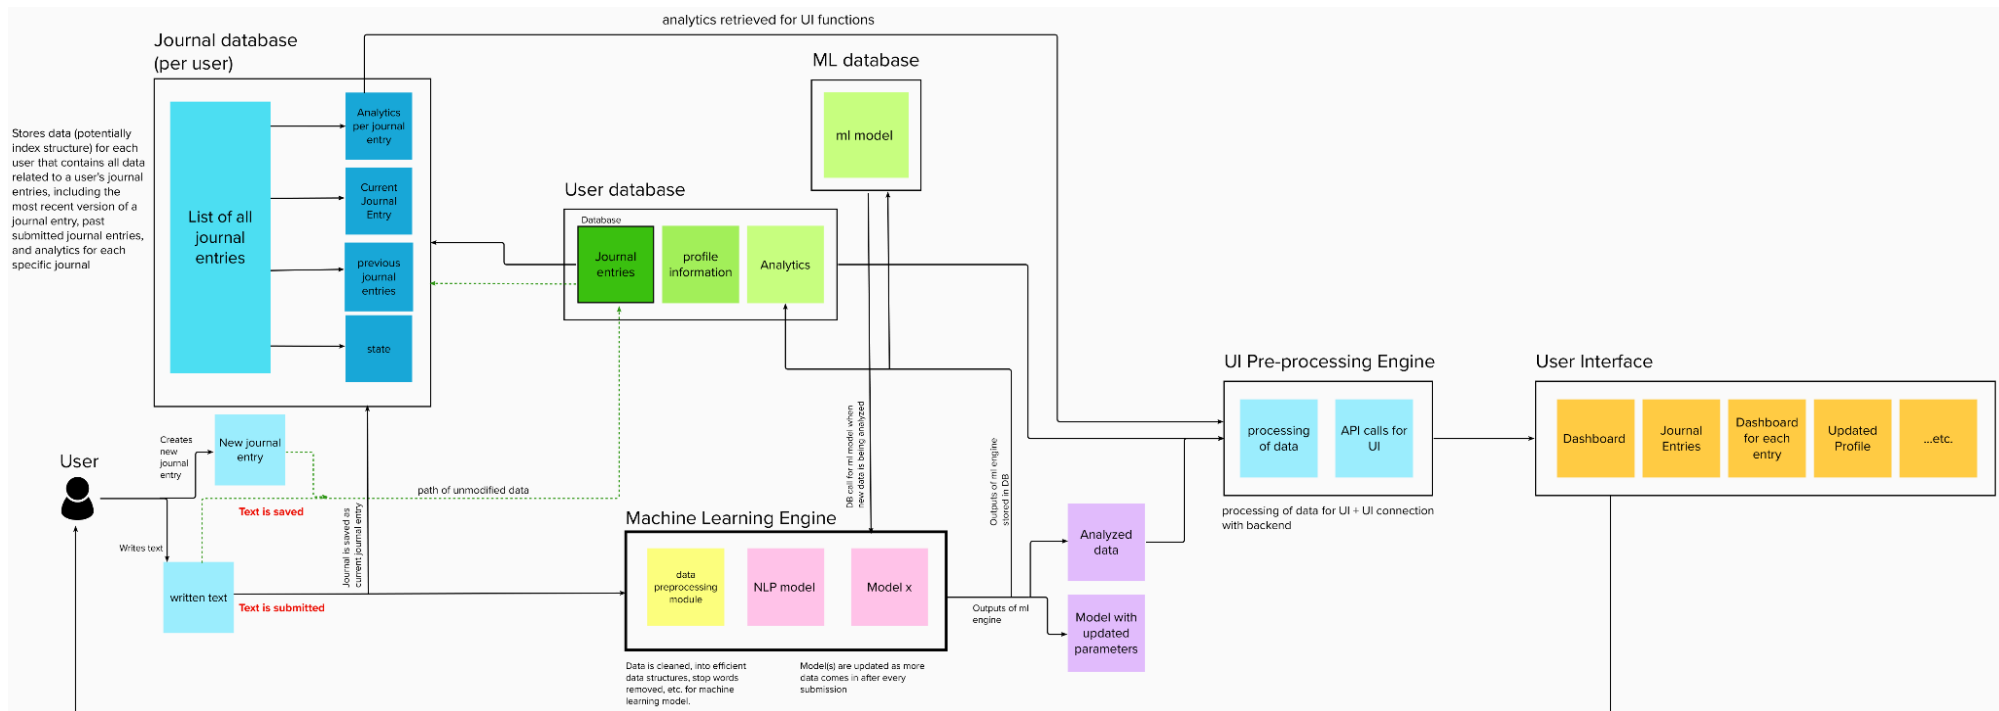 analytics retrieved for UI functions
Journal database
(per user)
Stores data (potentially
index structure) for each
user that contains all data
related to a user's journal
entries, including the
most recent version of a
journal entry, past
submitted journal entries,
and analytics for each
specific journal
List of all
journal
entries
Analytics
per journal
entry
Current
Journal
Entry
previous
journal
entries
state
User database
Database
Journal
entries
profile
information
Analytics
ML database
ml model
User
Creates
new
journal
entry
New journal
entry
Writes text
written text
Text is saved
Text is submitted
path of unmodified data
Journal is saved as
current journal entry
DB call for ml model when
new data is being analyzed
Outputs of ml engine
stored in DB
Machine Learning Engine
data
preprocessing
module
NLP model
Model x
Data is cleaned, into efficient
data structures, stop words
removed, etc. for machine
learning model.
Model(s) are updated as more
data comes in after every
submission
Outputs of ml
engine
Analyzed
data
Model with
updated
parameters
UI Pre-processing Engine
processing
of data
API calls for
UI
processing of data for UI + UI connection
with backend
User Interface
Dashboard
Journal
Entries
Dashboard
for each
entry
Updated
Profile
...etc.